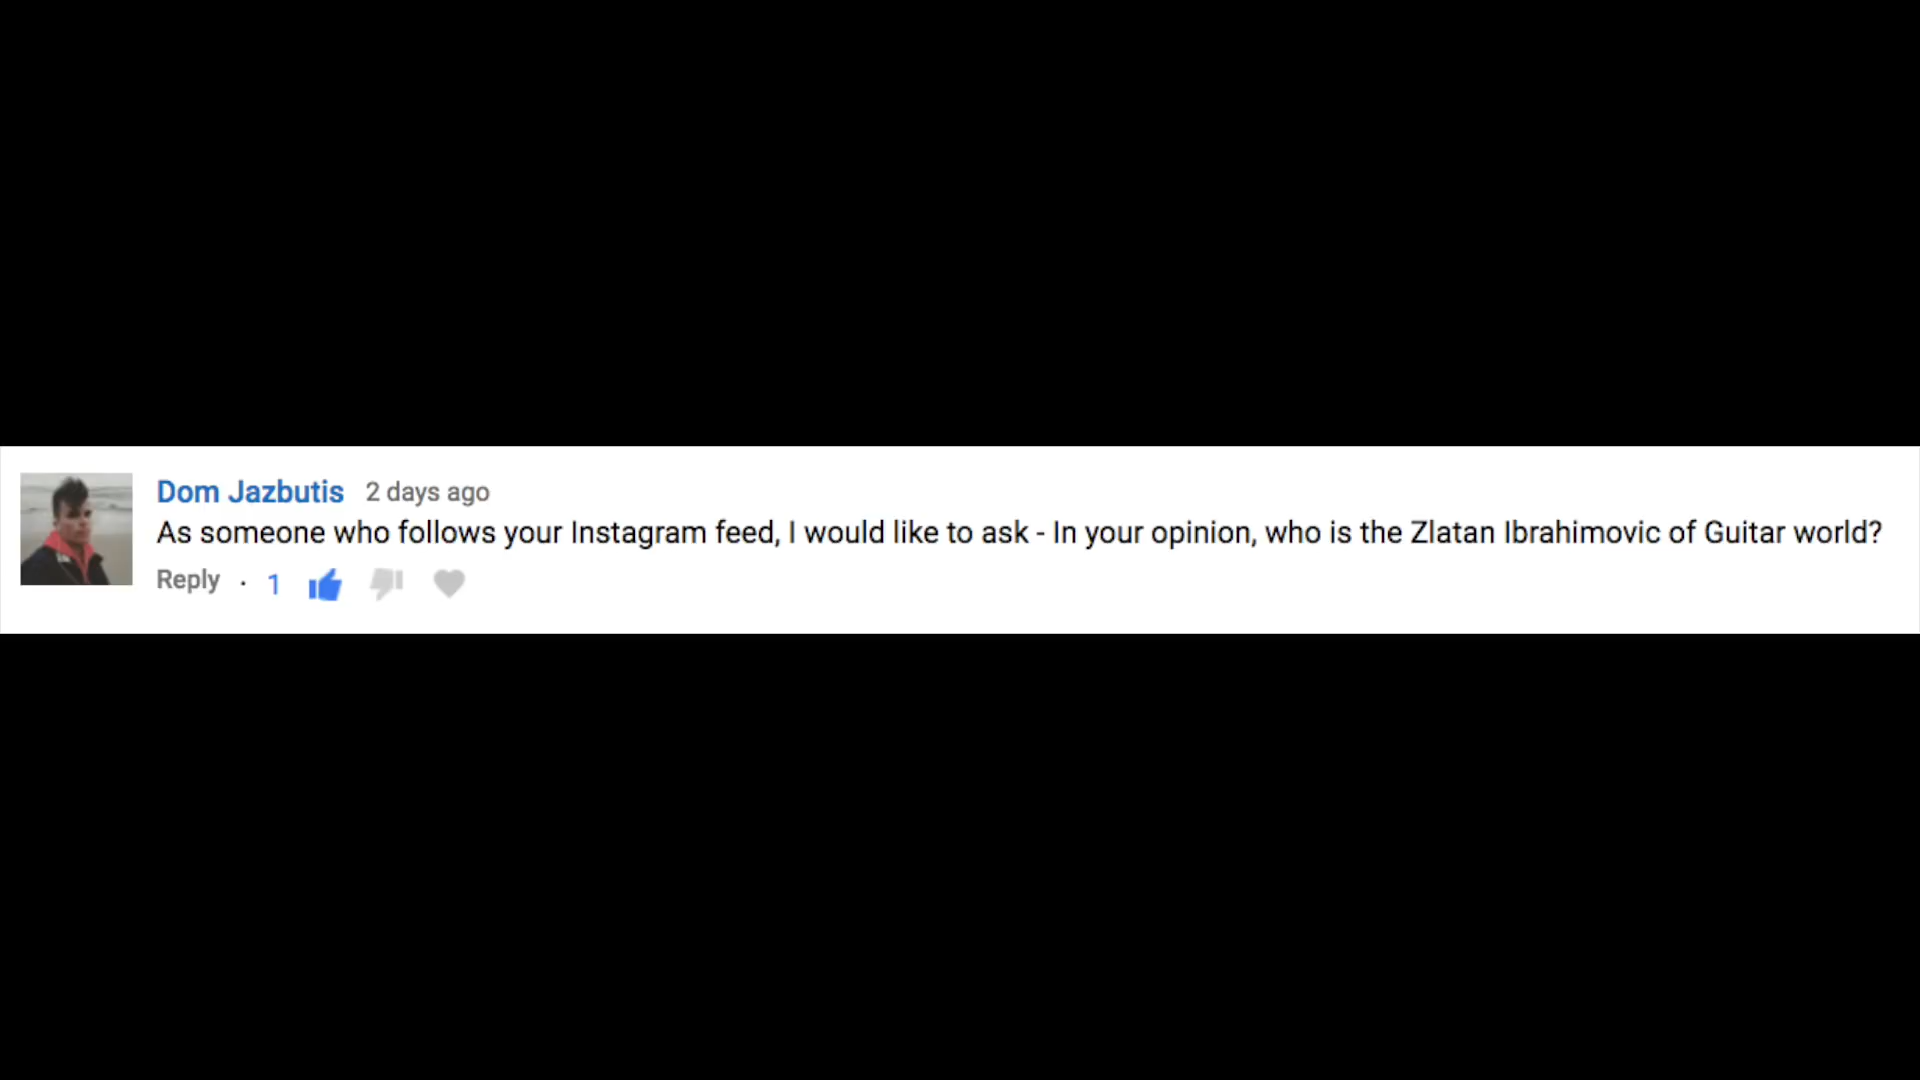 Dom Jazbutis 2 days ago
As someone who follows your Instagram feed, I would like to ask - In your opinion, who is the Zlatan Ibrahimovic of Guitar world?
Reply · 1